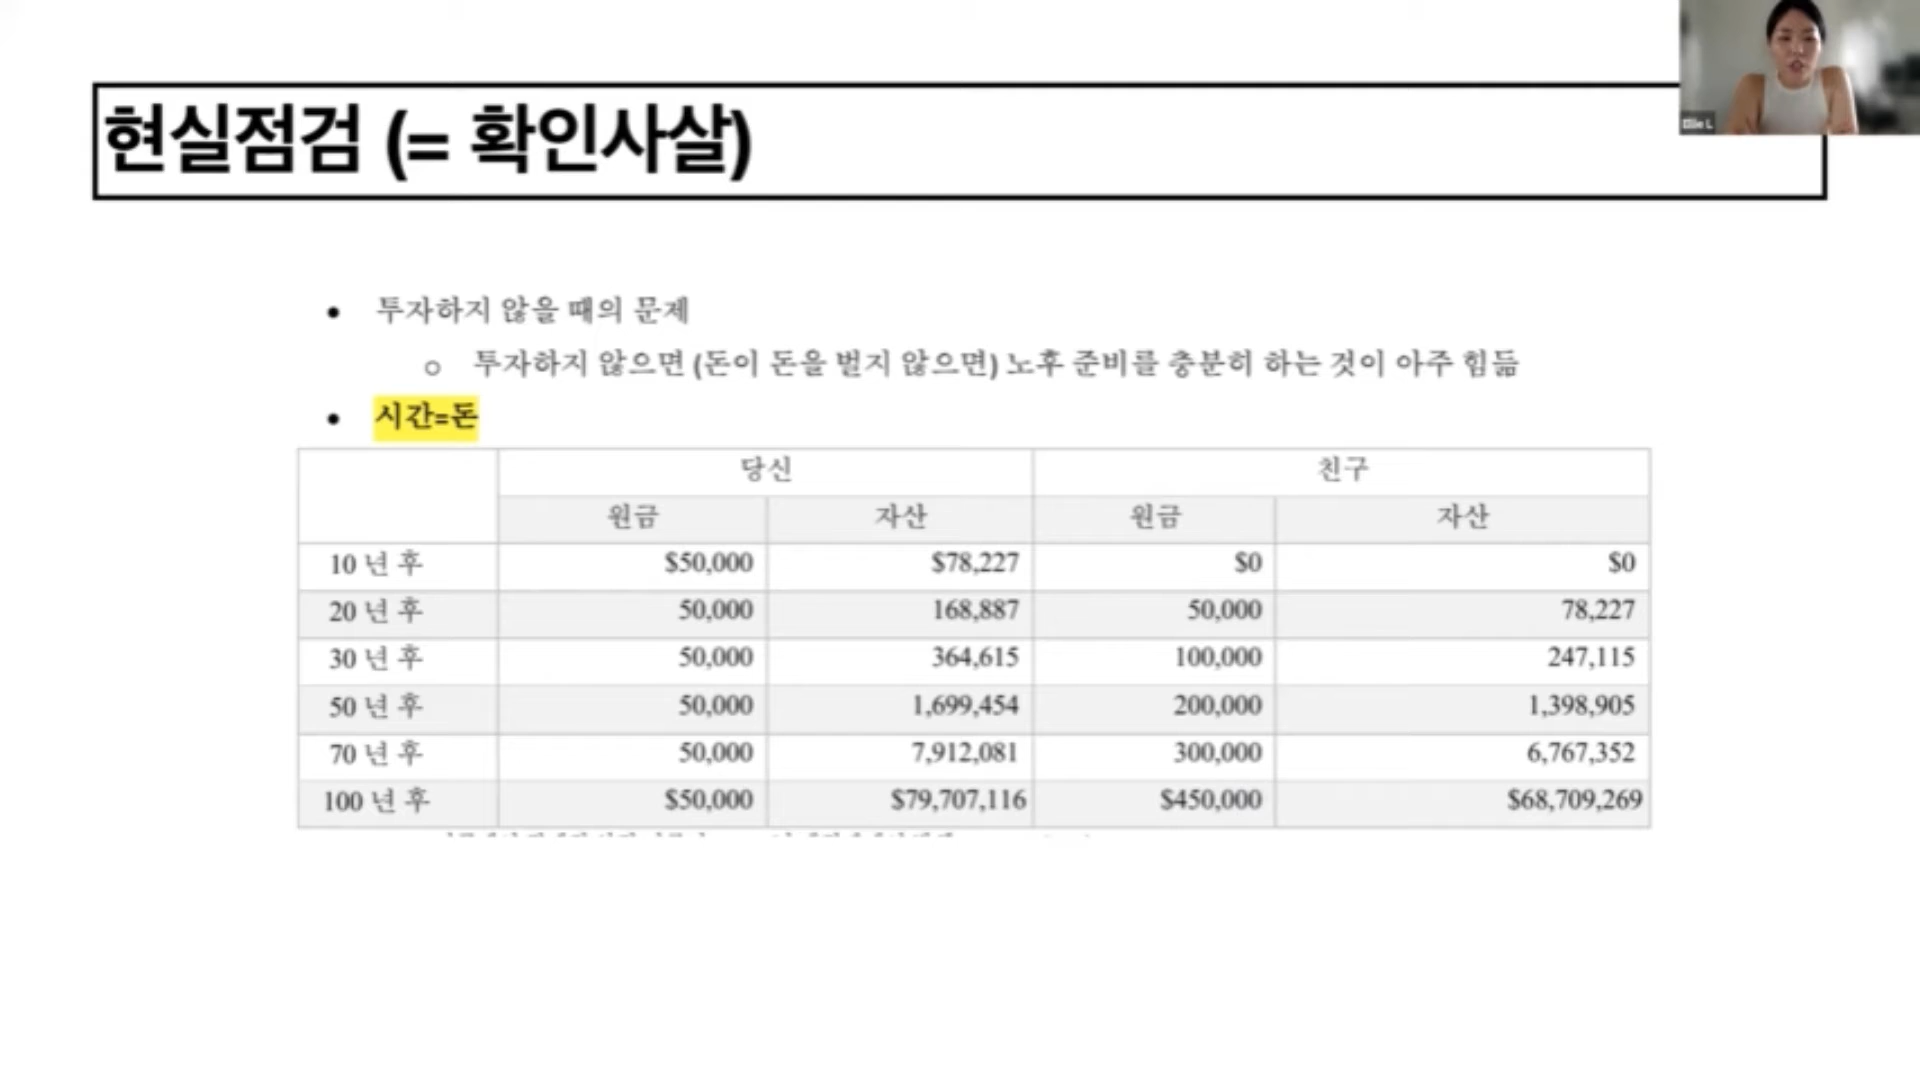 현실점검 (= 확인사살)
Ellie L
• 투자하지 않을 때의 문제
o 투자하지 않으면 (돈이 돈을 벌지 않으면) 노후 준비를 충분히 하는 것이 아주 힘듦
• 시간=돈
당신 친구
원금 자산 원금 자산
10 년 후 $50,000 $78,227 $0 $0
20 년 후 50,000 168,887 50,000 78,227
30 년 후 50,000 364,615 100,000 247,115
50 년 후 50,000 1,699,454 200,000 1,398,905
70 년 후 50,000 7,912,081 300,000 6,767,352
100 년 후 $50,000 $79,707,116 $450,000 $68,709,269